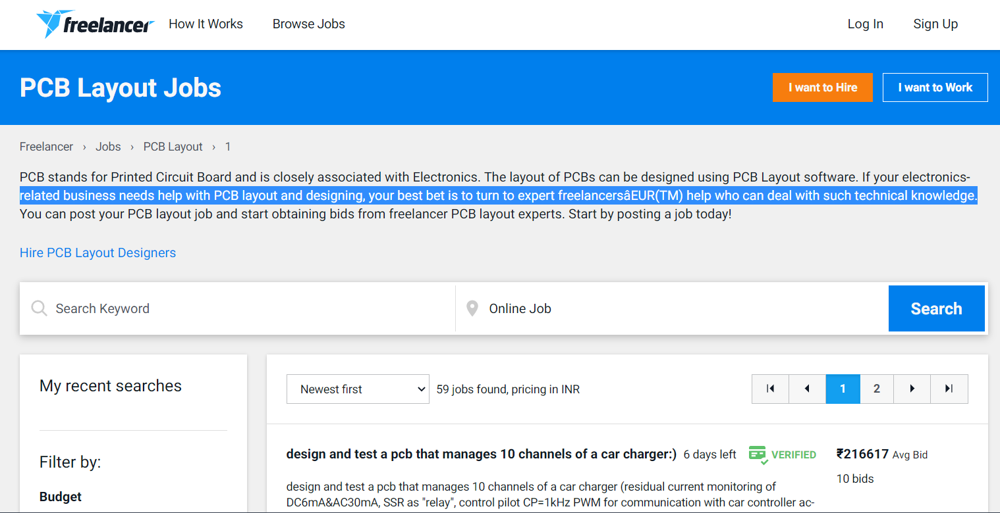 freelancer How It Works Browse Jobs Log In Sign Up
PCB Layout Jobs I want to Hire I want to Work
Freelancer › Jobs › PCB Layout › 1
PCB stands for Printed Circuit Board and is closely associated with Electronics. The layout of PCBs can be designed using PCB Layout software. If your electronics-
related business needs help with PCB layout and designing, your best bet is to turn to expert freelancersâEUR(TM) help who can deal with such technical knowledge.
You can post your PCB layout job and start obtaining bids from freelancer PCB layout experts. Start by posting a job today!
Hire PCB Layout Designers
Search Keyword Online Job Search
My recent searches
Newest first 59 jobs found, pricing in INR 1 2
Filter by:
Budget
design and test a pcb that manages 10 channels of a car charger:) 6 days left VERIFIED ₹216617 Avg Bid
10 bids
design and test a pcb that manages 10 channels of a car charger (residual current monitoring of
DC6mA&AC30mA, SSR as "relay", control pilot CP=1kHz PWM for communication with car controller ac-